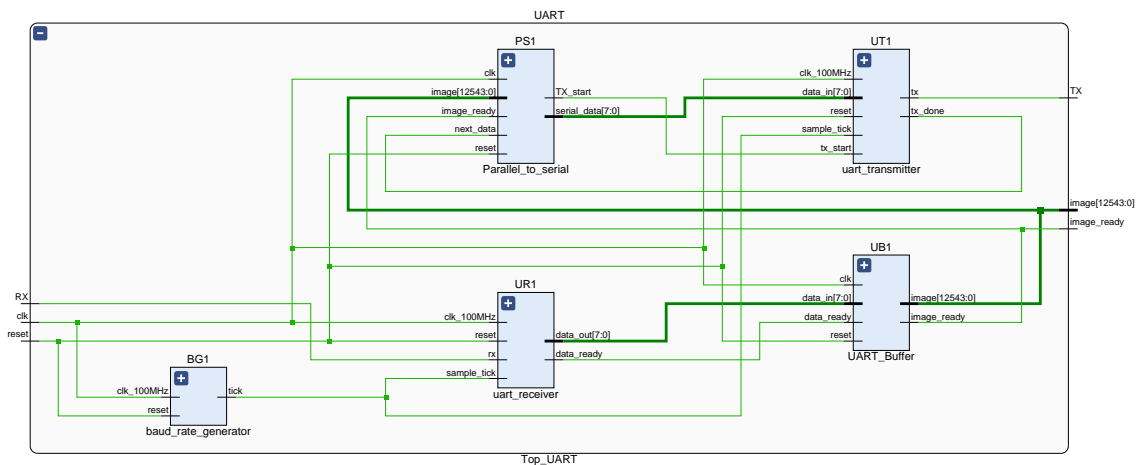 UART
PS1
clk
image[12543:0]
image_ready
next_data
reset
TX_start
serial_data[7:0]
Parallel_to_serial
UT1
clk_100MHz
data_in[7:0]
reset
sample_tick
tx_start
tx
tx_done
uart_transmitter
TX
image[12543:0]
image_ready
RX
clk
reset
BG1
clk_100MHz
reset
tick
baud_rate_generator
UR1
clk_100MHz
reset
rx
sample_tick
data_out[7:0]
data_ready
uart_receiver
UB1
clk
data_in[7:0]
data_ready
reset
image[12543:0]
image_ready
UART_Buffer
Top_UART